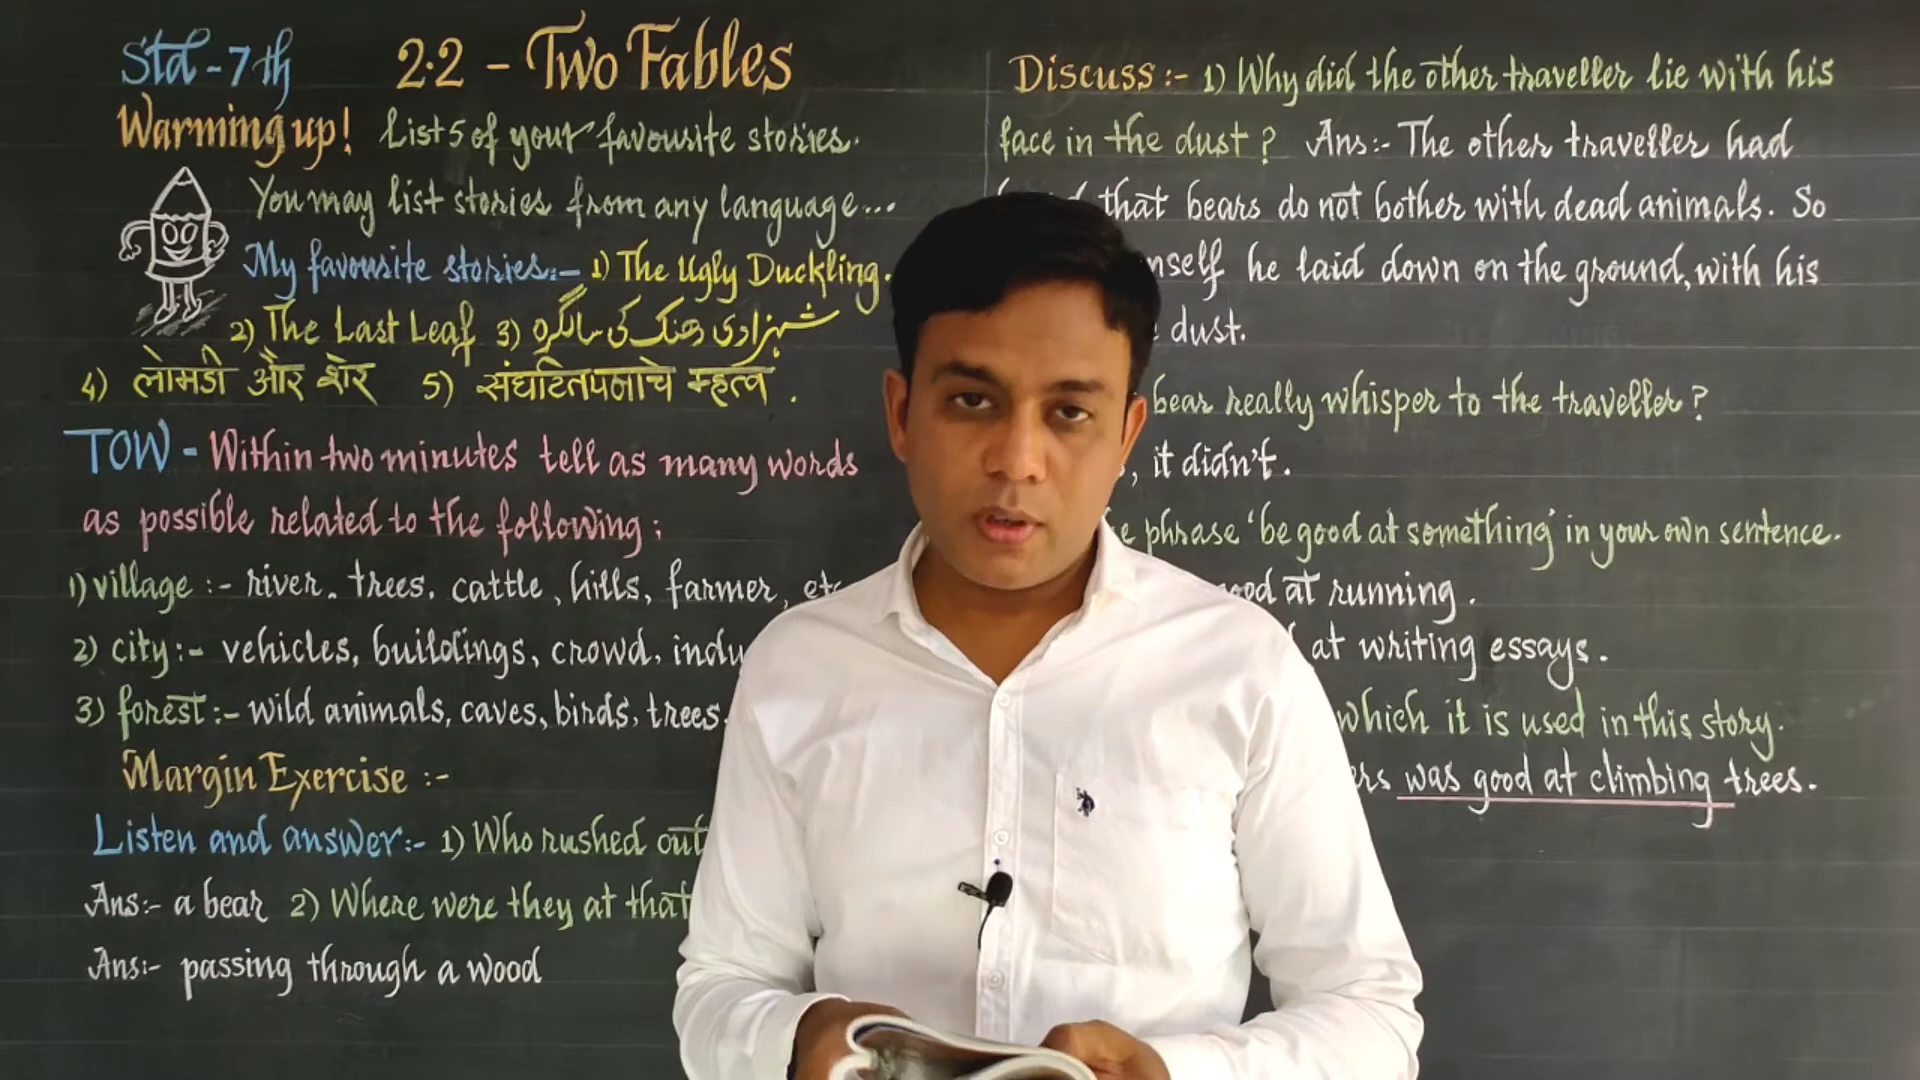 Std - 7th 2.2 - Two Fables
Warming up! List 5 of your favourite stories.
You may list stories from any language...
My favourite stories:- 1) The Ugly Duckling.
2) The Last Leaf 3) شہزادی دھنک کی سالگرہ
4) लोमडी और शेर 5) संघटितपणाचे महत्व .
TOW - Within two minutes tell as many words
as possible related to the following :
1) village :- river. trees. cattle, hills, farmer, etc
2) city :- vehicles, buildings, crowd, indu
3) forest :- wild animals, caves, birds, trees.
Margin Exercise :-
Listen and answer:- 1) Who rushed out
Ans:- a bear 2) Where were they at that
Ans:- passing through a wood
Discuss :- 1) Why did the other traveller lie with his
face in the dust ? Ans:- The other traveller had
that bears do not bother with dead animals. So
he laid down on the ground, with his
dust.
bear really whisper to the traveller ?
, it didn't.
phrase 'be good at something' in your own sentence.
at running .
at writing essays .
which it is used in this story.
was good at climbing trees .